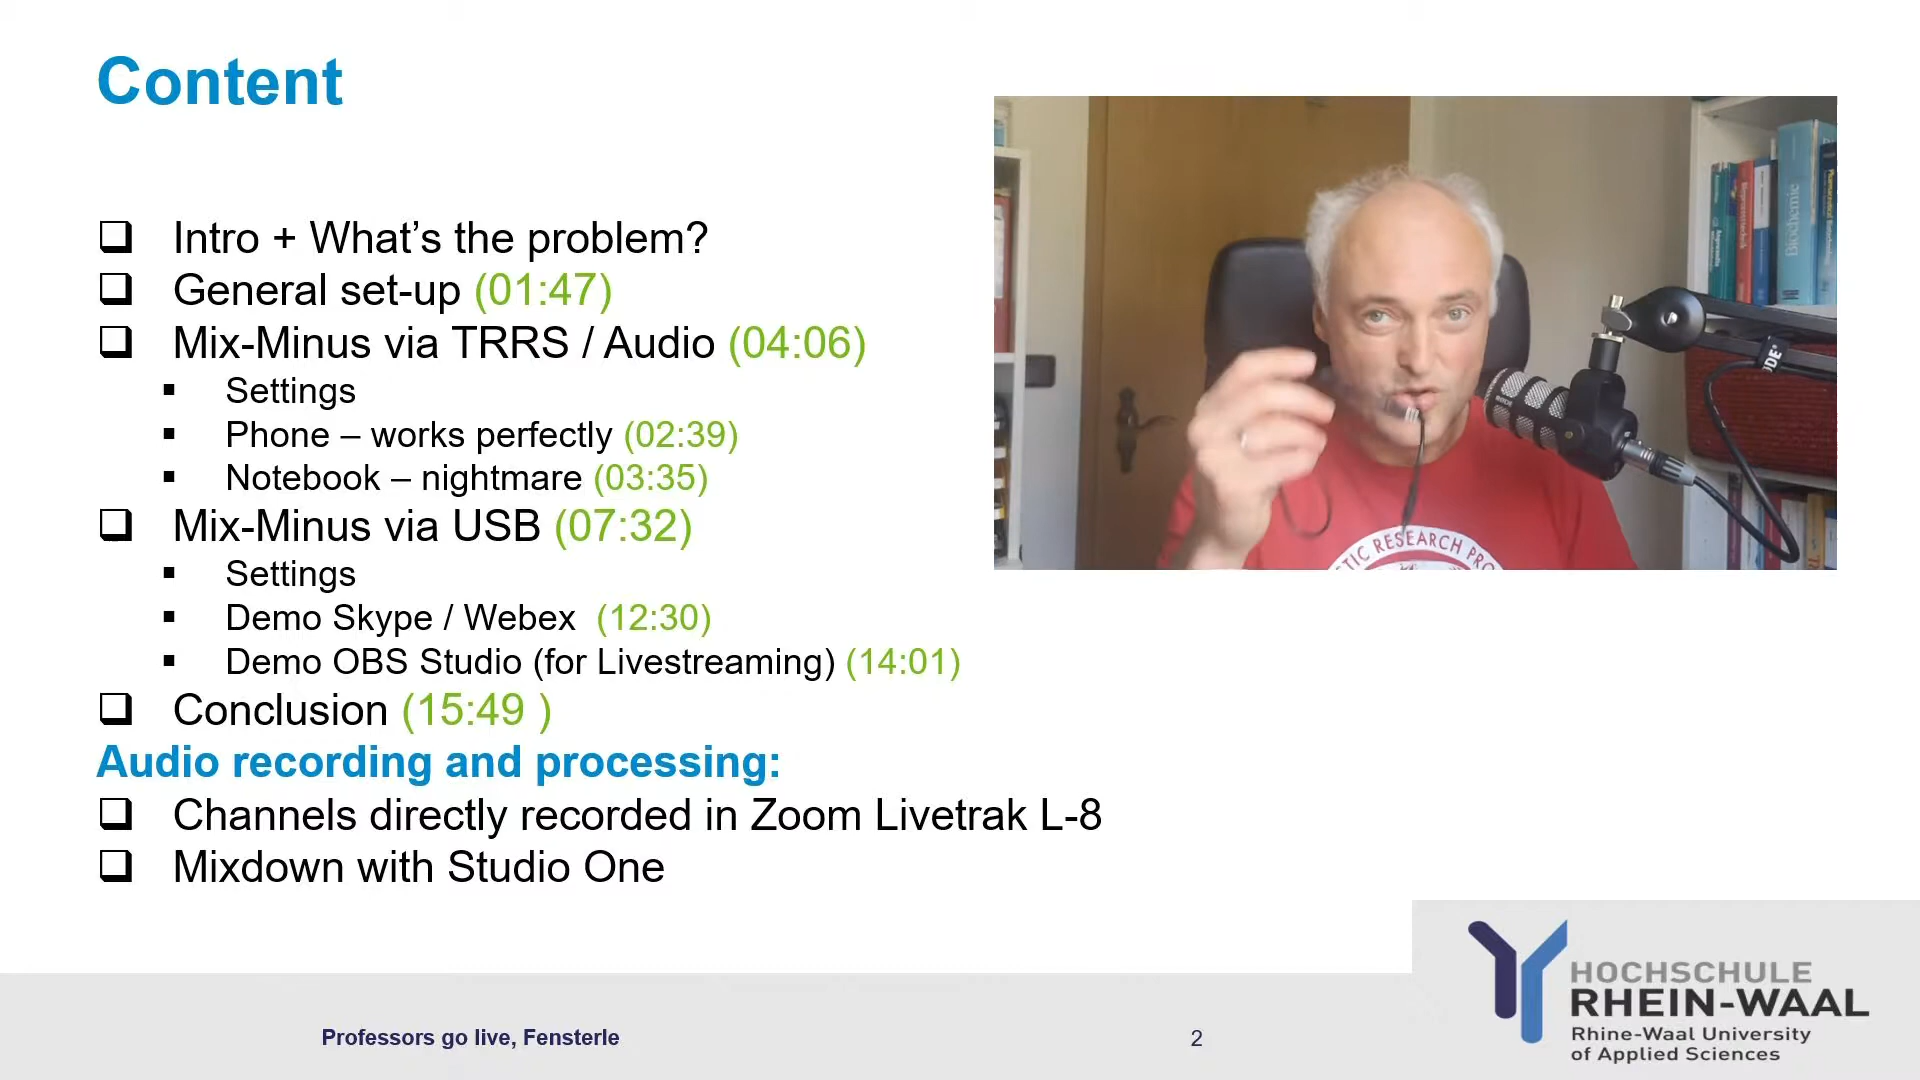 Content
Intro + What’s the problem?
General set-up (01:47)
Mix-Minus via TRRS / Audio (04:06)
Settings
Phone – works perfectly (02:39)
Notebook – nightmare (03:35)
Mix-Minus via USB (07:32)
Settings
Demo Skype / Webex (12:30)
Demo OBS Studio (for Livestreaming) (14:01)
Conclusion (15:49 )
Audio recording and processing:
Channels directly recorded in Zoom Livetrak L-8
Mixdown with Studio One
Biochemie
TIC RESEARCH PRO
Professors go live, Fensterle
2
HOCHSCHULE
RHEIN-WAAL
Rhine-Waal University
of Applied Sciences